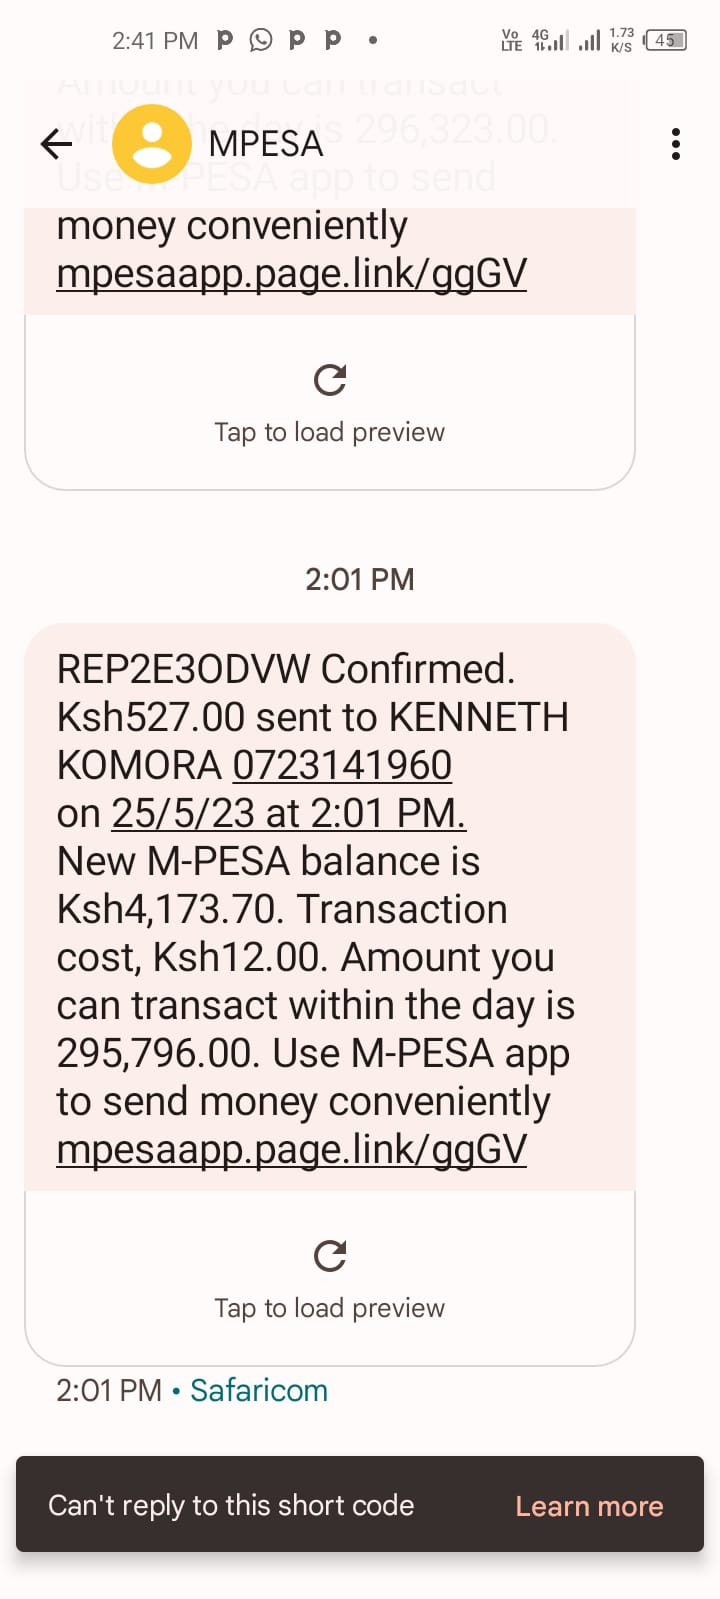 2:41 PM
Vo LTE 4G 1.73 K/S 45
Amount you can transact
within the day is 296,323.00.
Use M-PESA app to send
MPESA
money conveniently
mpesaapp.page.link/ggGV
Tap to load preview
2:01 PM
REP2E3ODVW Confirmed.
Ksh527.00 sent to KENNETH
KOMORA 0723141960
on 25/5/23 at 2:01 PM.
New M-PESA balance is
Ksh4,173.70. Transaction
cost, Ksh12.00. Amount you
can transact within the day is
295,796.00. Use M-PESA app
to send money conveniently
mpesaapp.page.link/ggGV
Tap to load preview
2:01 PM • Safaricom
Can't reply to this short code
Learn more